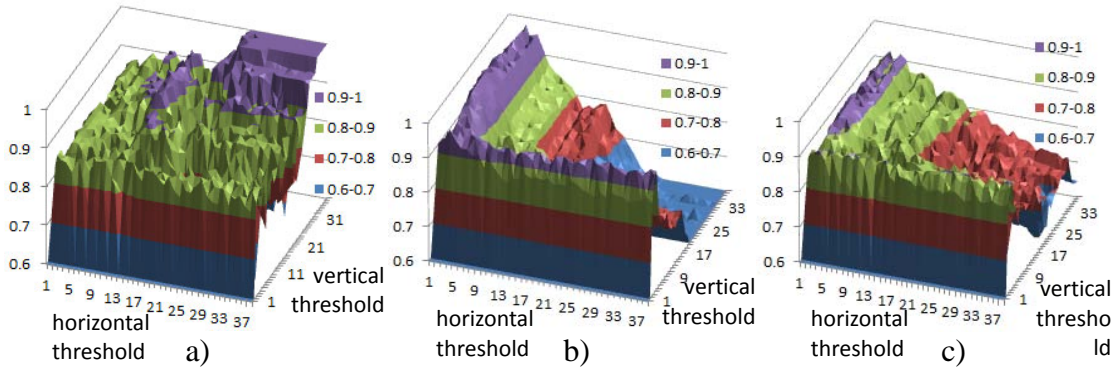 1
0.9
0.8
0.7
0.6
1 5 9 13 17 21 25 29 33 37
1
11
21
31
0.9-1
0.8-0.9
0.7-0.8
0.6-0.7
horizontal
threshold
vertical
threshold
a)
1
0.9
0.8
0.7
0.6
1 5 9 13 17 21 25 29 33 37
1
9
17
25
33
0.9-1
0.8-0.9
0.7-0.8
0.6-0.7
horizontal
threshold
vertical
threshold
b)
1
0.9
0.8
0.7
0.6
1 5 9 13 17 21 25 29 33 37
1
9
17
25
33
0.9-1
0.8-0.9
0.7-0.8
0.6-0.7
horizontal
threshold
vertical
thresho
ld
c)